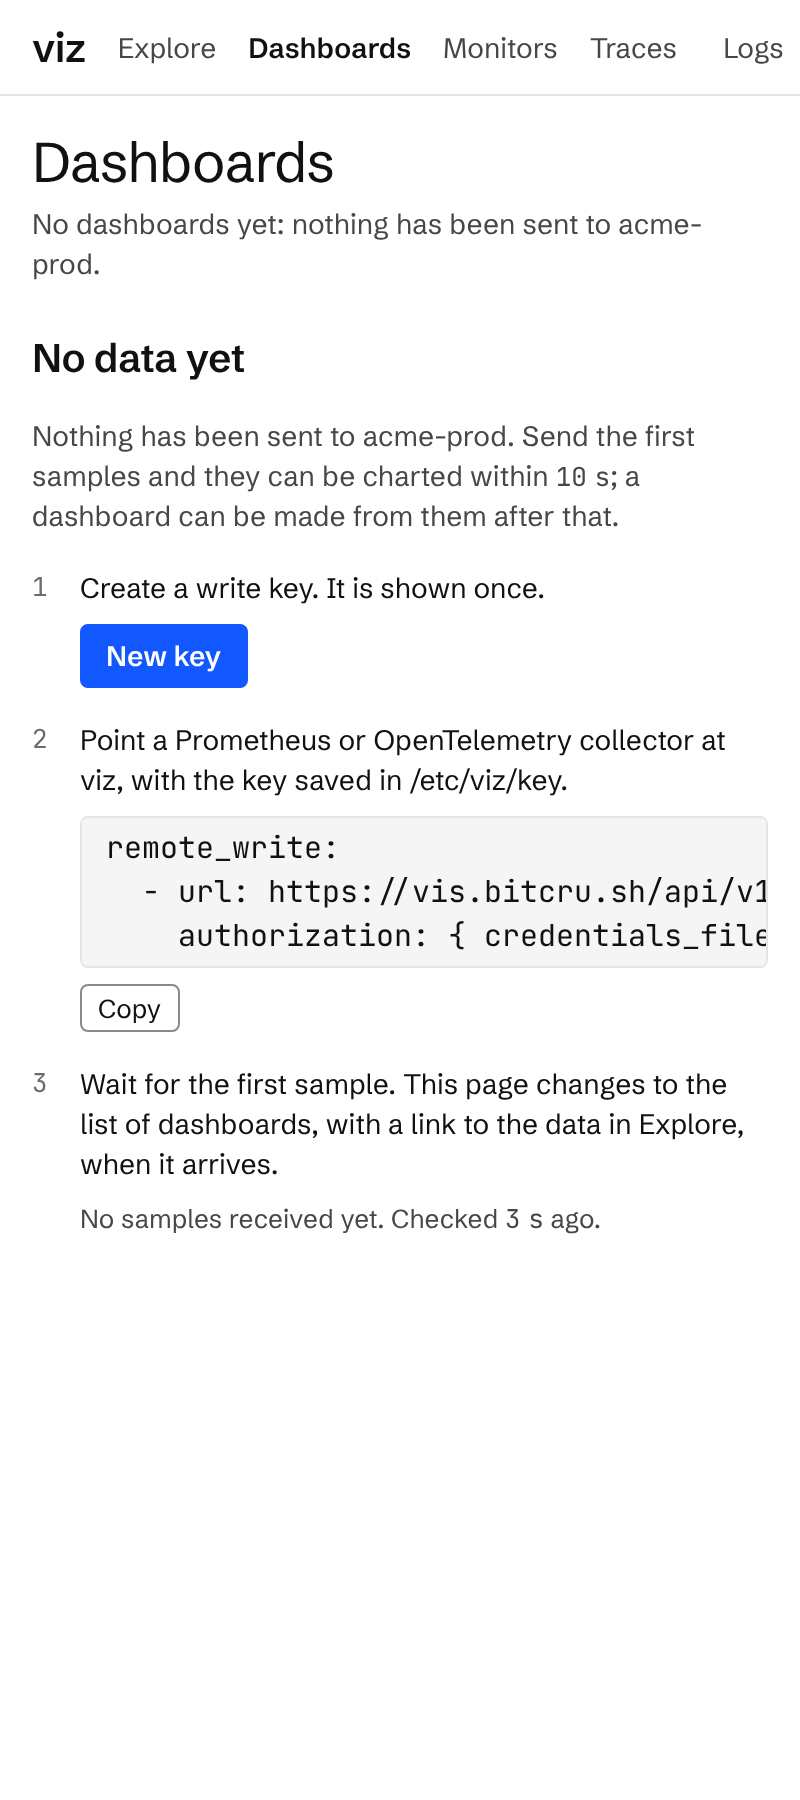 viz Explore Dashboards Monitors Traces Logs
Dashboards
No dashboards yet: nothing has been sent to acme-
prod.
No data yet
Nothing has been sent to acme-prod. Send the first
samples and they can be charted within 10 s; a
dashboard can be made from them after that.
1 Create a write key. It is shown once.
New key
2 Point a Prometheus or OpenTelemetry collector at
viz, with the key saved in /etc/viz/key.
remote_write:
  - url: https://vis.bitcru.sh/api/v1
    authorization: { credentials_file
Copy
3 Wait for the first sample. This page changes to the
list of dashboards, with a link to the data in Explore,
when it arrives.
No samples received yet. Checked 3 s ago.